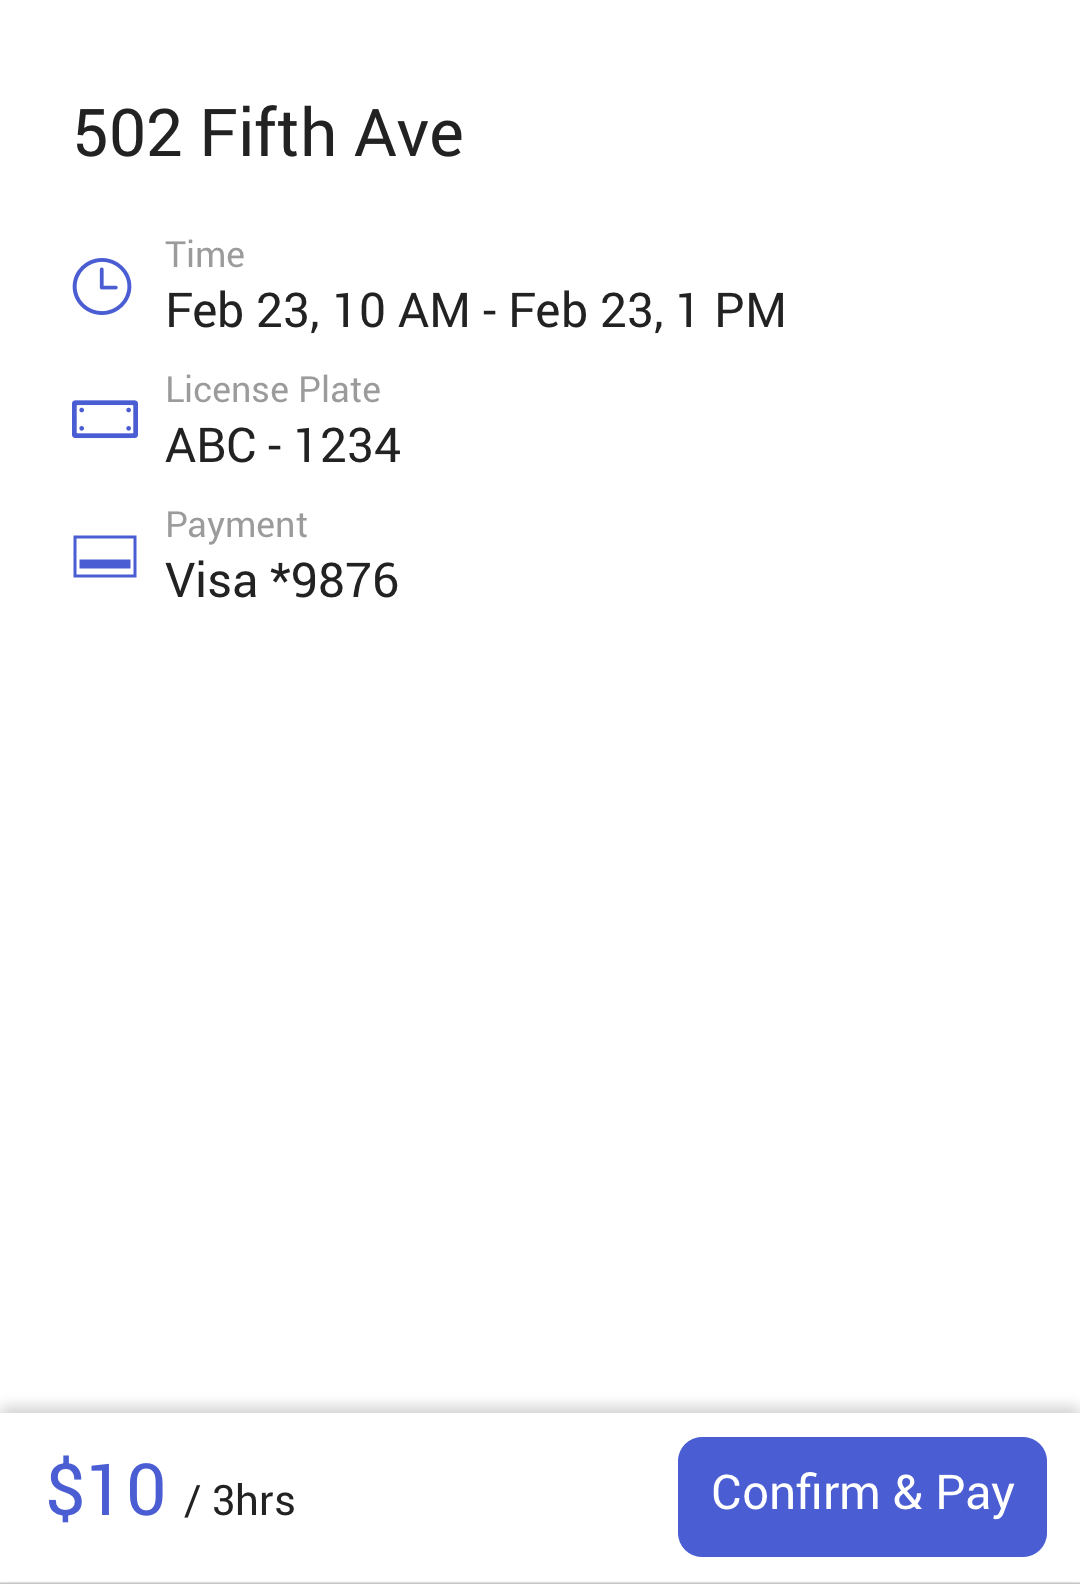 502 Fifth Ave
Time
Feb 23, 10 AM - Feb 23, 1 PM
License Plate
ABC - 1234
Payment
Visa *9876
$10 / 3hrs
Confirm & Pay